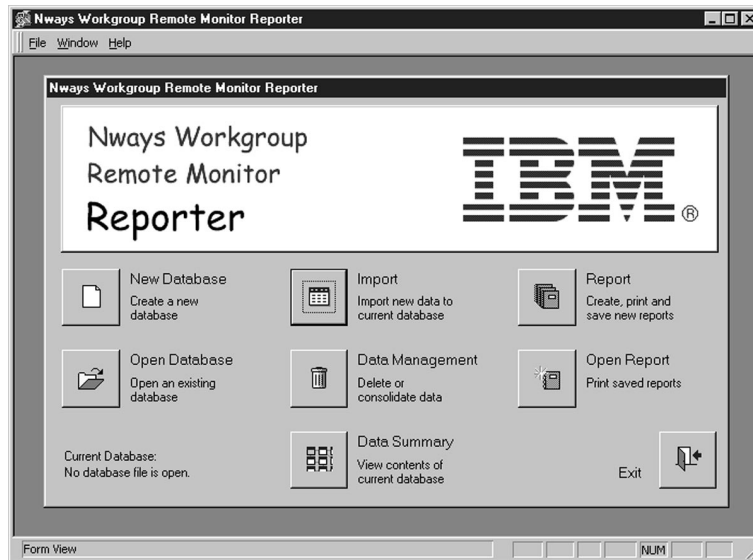 Nways Workgroup Remote Monitor Reporter
File Window Help
Nways Workgroup Remote Monitor Reporter
Nways Workgroup
Remote Monitor
Reporter
IBM®
New Database
Create a new
database
Import
Import new data to
current database
Report
Create, print and
save new reports
Open Database
Open an existing
database
Data Management
Delete or
consolidate data
Open Report
Print saved reports
Current Database:
No database file is open.
Data Summary
View contents of
current database
Exit
Form View
NUM